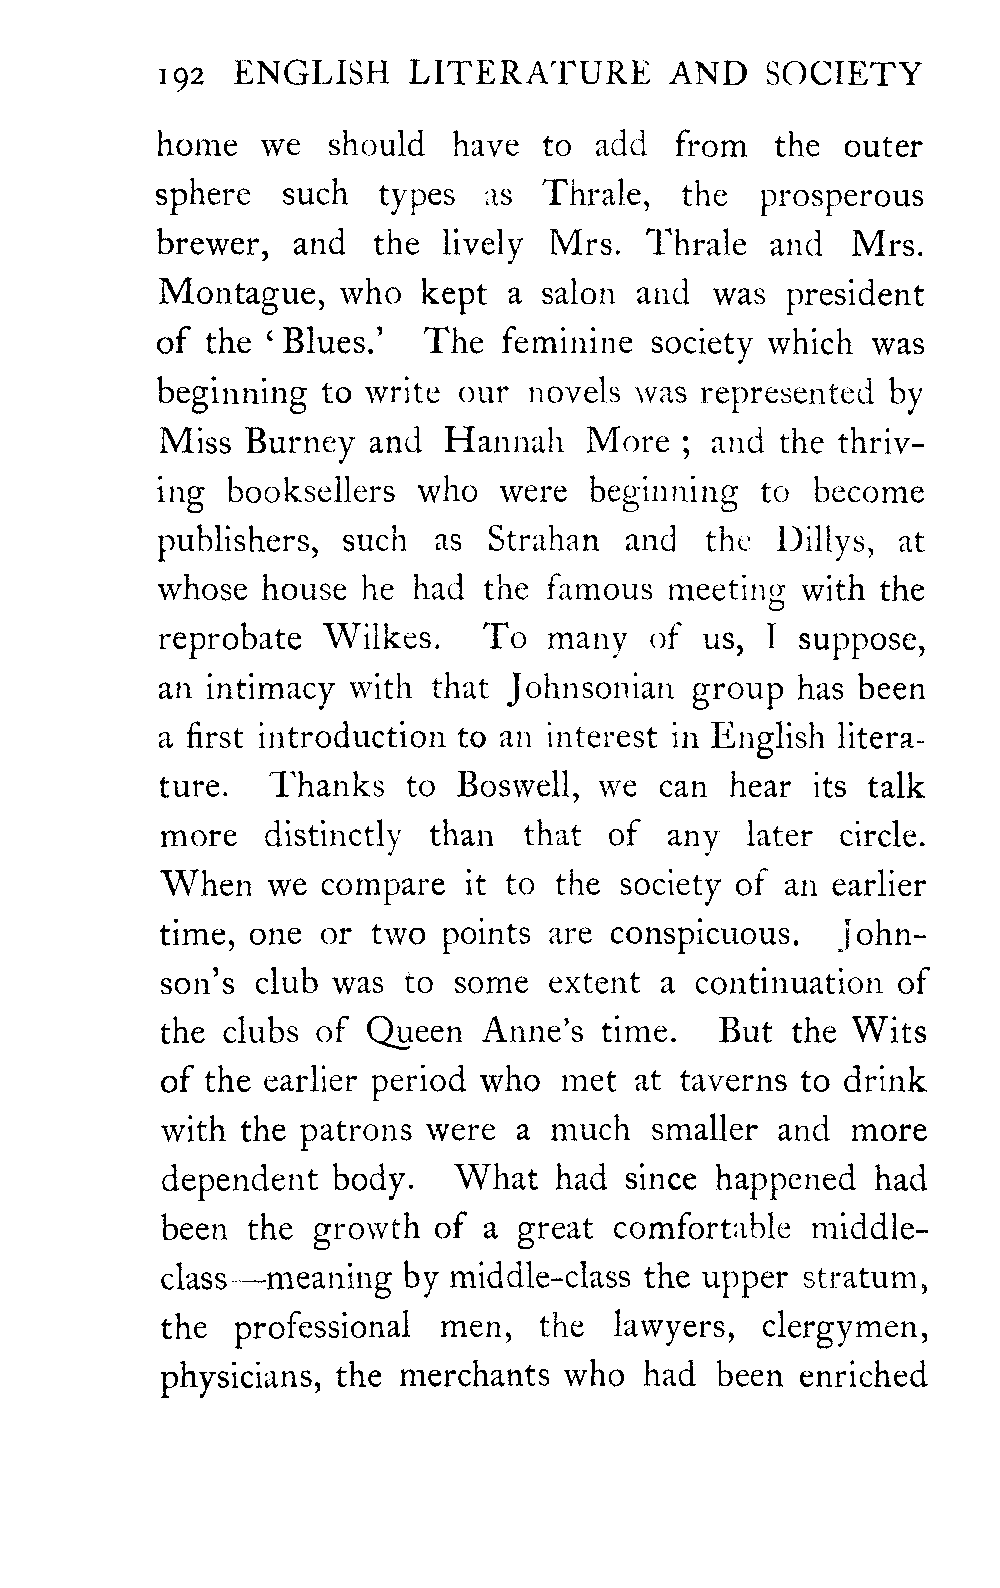 192 ENGLISH LITERATURE AND SOCIETY
home we should have to add from the outer
sphere such types as Thrale, the prosperous
brewer, and the lively Mrs. Thrale and Mrs.
Montague, who kept a salon and was president
of the ‘Blues.’ The feminine society which was
beginning to write our novels was represented by
Miss Burney and Hannah More ; and the thriv-
ing booksellers who were beginning to become
publishers, such as Strahan and the Dillys, at
whose house he had the famous meeting with the
reprobate Wilkes. To many of us, I suppose,
an intimacy with that Johnsonian group has been
a first introduction to an interest in English litera-
ture. Thanks to Boswell, we can hear its talk
more distinctly than that of any later circle.
When we compare it to the society of an earlier
time, one or two points are conspicuous. John-
son’s club was to some extent a continuation of
the clubs of Queen Anne’s time. But the Wits
of the earlier period who met at taverns to drink
with the patrons were a much smaller and more
dependent body. What had since happened had
been the growth of a great comfortable middle-
class—meaning by middle-class the upper stratum,
the professional men, the lawyers, clergymen,
physicians, the merchants who had been enriched